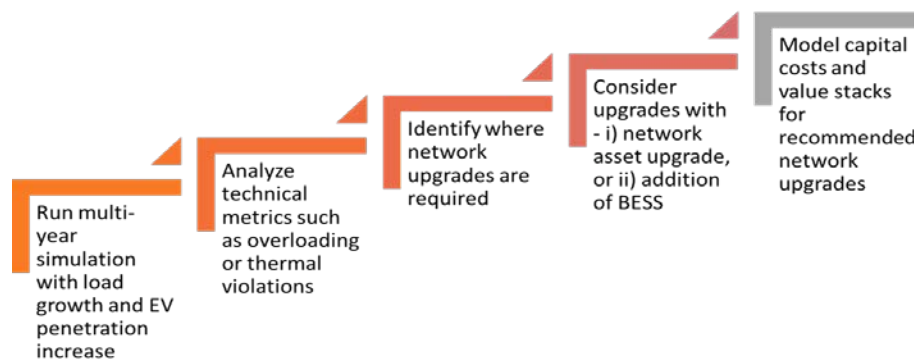 Run multi-
year
simulation
with load
growth and EV
penetration
increase
Analyze
technical
metrics such
as overloading
or thermal
violations
Identify where
network
upgrades are
required
Consider
upgrades with
- i) network
asset upgrade,
or ii) addition
of BESS
Model capital
costs and
value stacks
for
recommended
network
upgrades